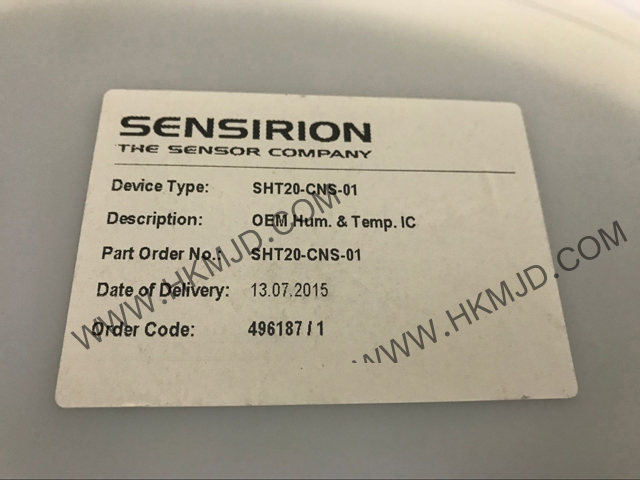 SENSIRION
THE SENSOR COMPANY
Device Type: SHT20-CNS-01
Description: OEM Hum. & Temp. IC
Part Order No.: SHT20-CNS-01
Date of Delivery: 13.07.2015
Order Code: 496187 / 1
WWW.HKMJD.COM
WWW.HKMJD.COM